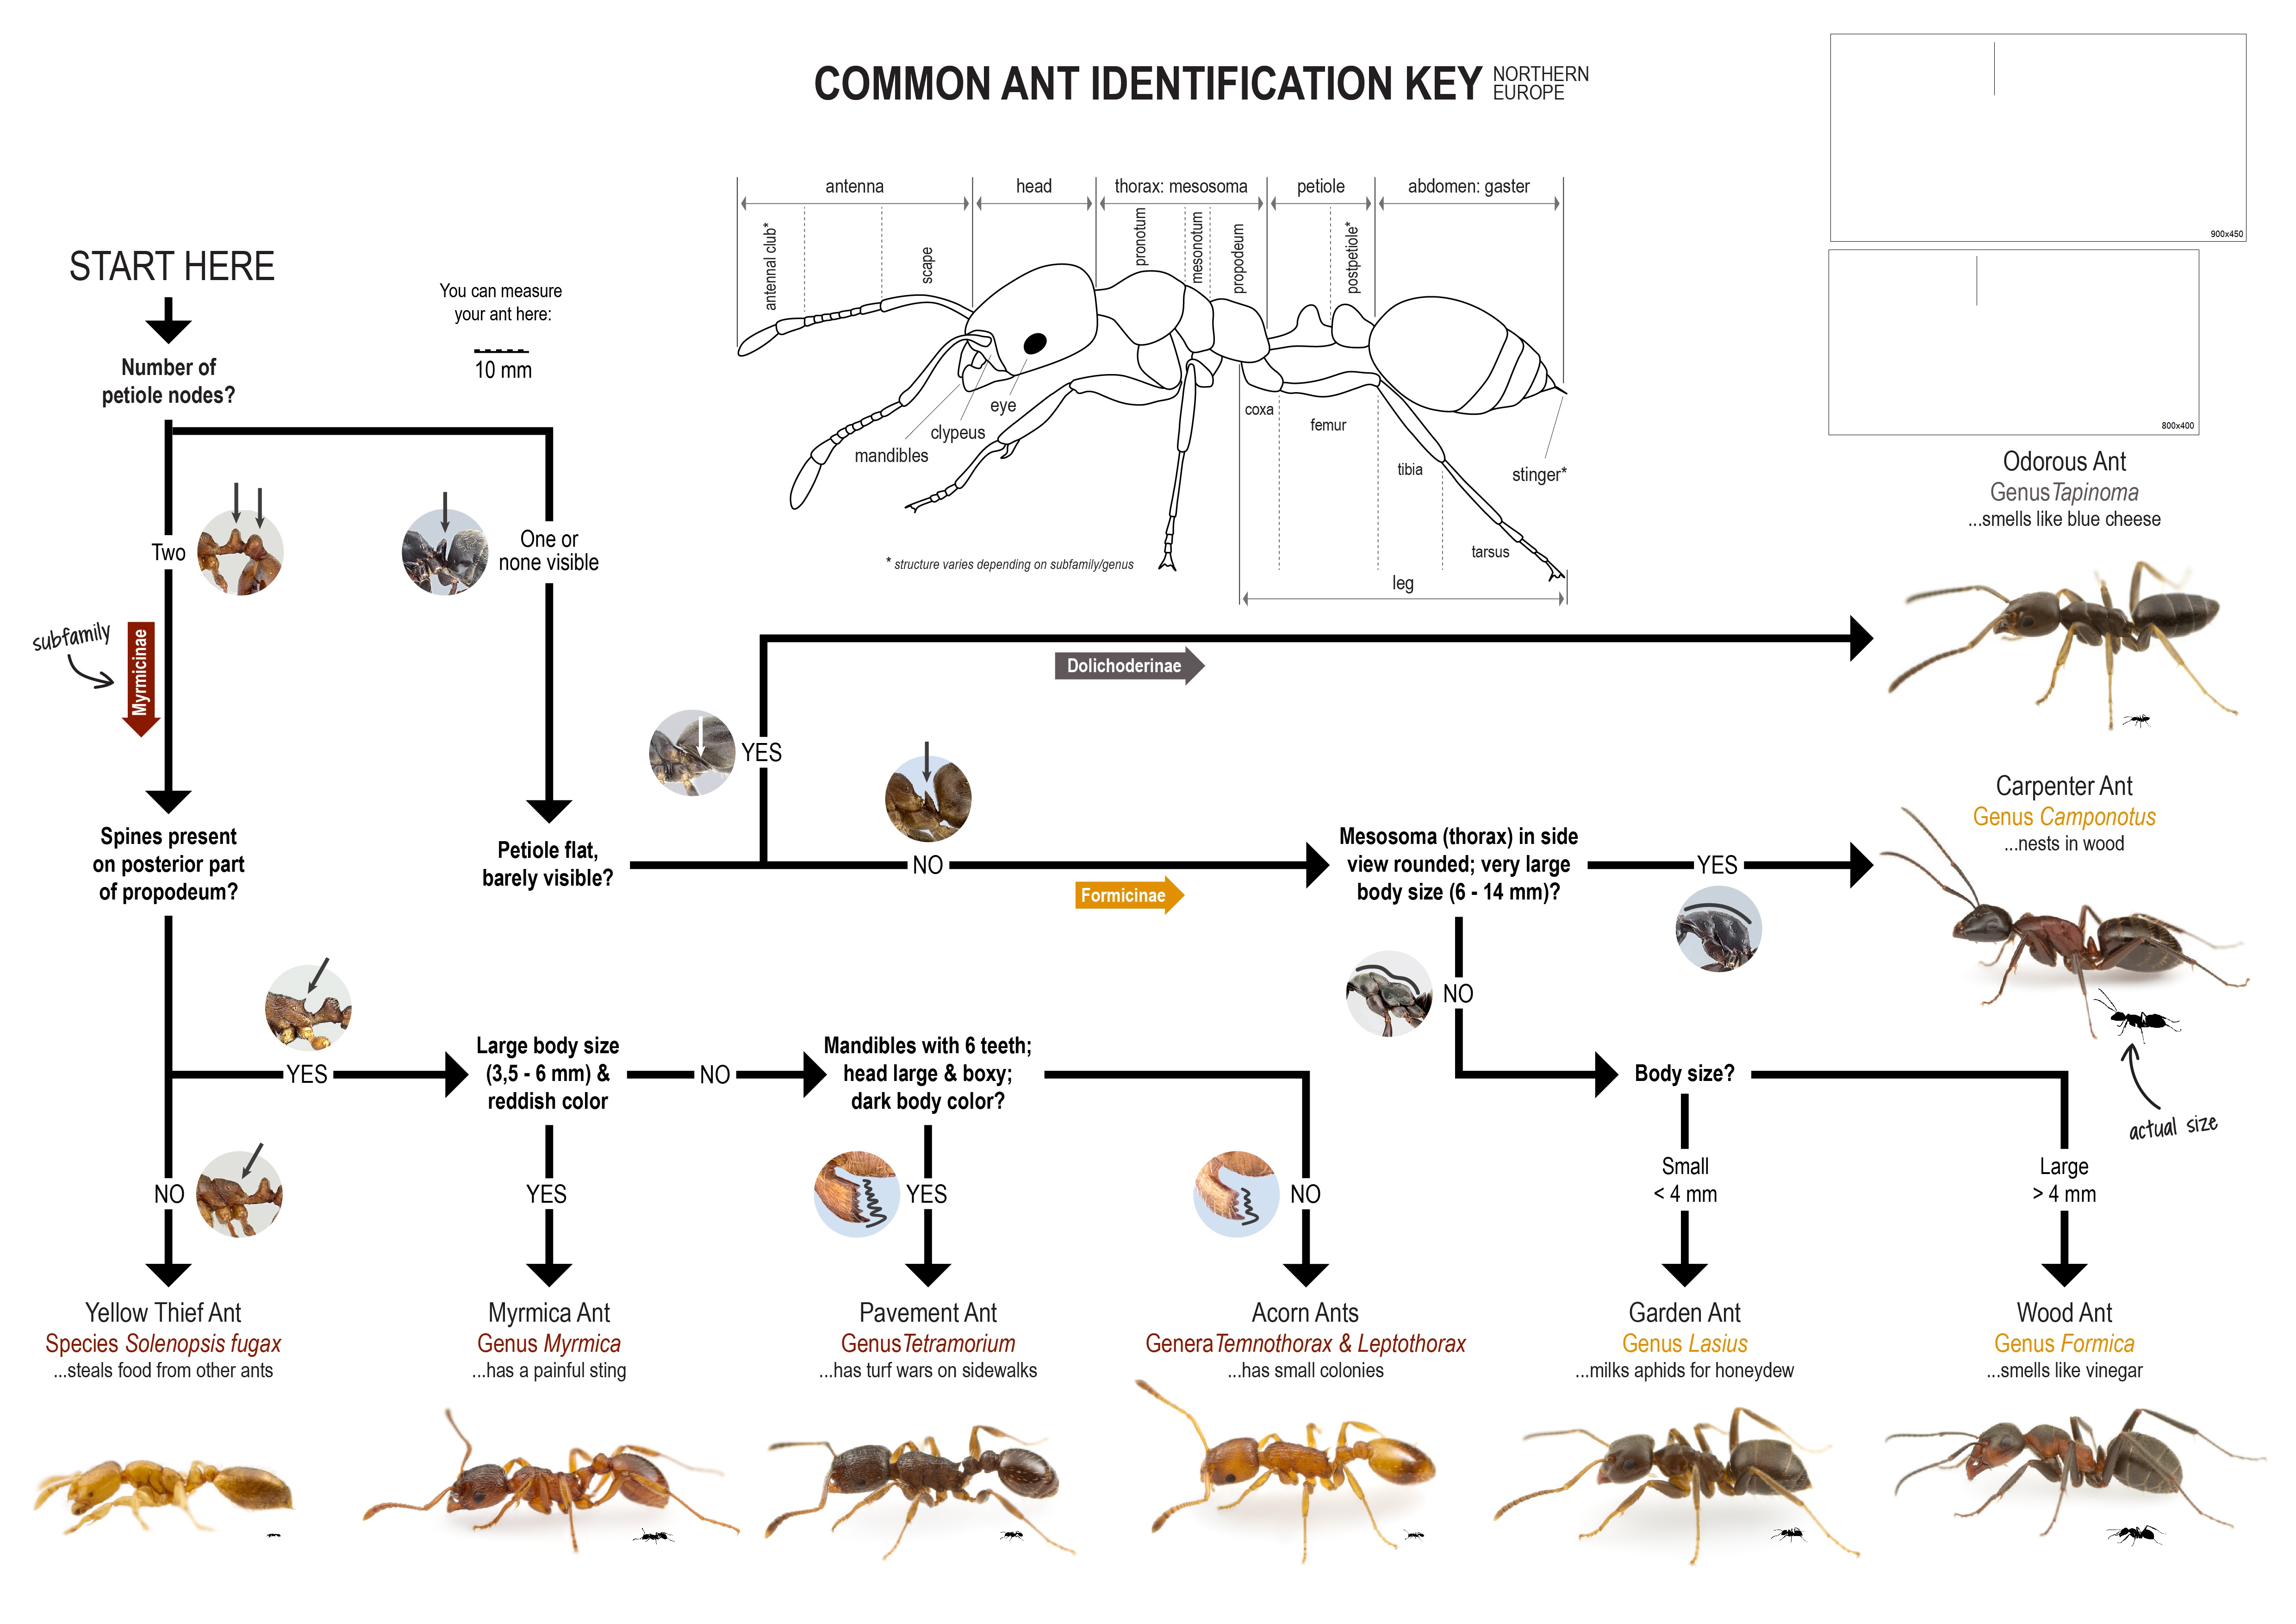 COMMON ANT IDENTIFICATION KEY
NORTHERN
EUROPE
900x450
800x400
antenna
head
thorax: mesosoma
petiole
abdomen: gaster
antennal club*
scape
pronotum
mesonotum
propodeum
postpetiole*
eye
clypeus
mandibles
coxa
femur
tibia
tarsus
stinger*
leg
* structure varies depending on subfamily/genus
START HERE
You can measure
your ant here:
10 mm
Number of
petiole nodes?
Two
One or
none visible
subfamily
Myrmicinae
Dolichoderinae
Odorous Ant
GenusTapinoma
...smells like blue cheese
YES
Spines present
on posterior part
of propodeum?
Petiole flat,
barely visible?
NO
Formicinae
Mesosoma (thorax) in side
view rounded; very large
body size (6 - 14 mm)?
YES
Carpenter Ant
Genus Camponotus
...nests in wood
actual size
NO
YES
Large body size
(3,5 - 6 mm) &
reddish color
NO
Mandibles with 6 teeth;
head large & boxy;
dark body color?
Body size?
NO
YES
YES
NO
Small
< 4 mm
Large
> 4 mm
Yellow Thief Ant
Species Solenopsis fugax
...steals food from other ants
Myrmica Ant
Genus Myrmica
...has a painful sting
Pavement Ant
GenusTetramorium
...has turf wars on sidewalks
Acorn Ants
GeneraTemnothorax & Leptothorax
...has small colonies
Garden Ant
Genus Lasius
...milks aphids for honeydew
Wood Ant
Genus Formica
...smells like vinegar